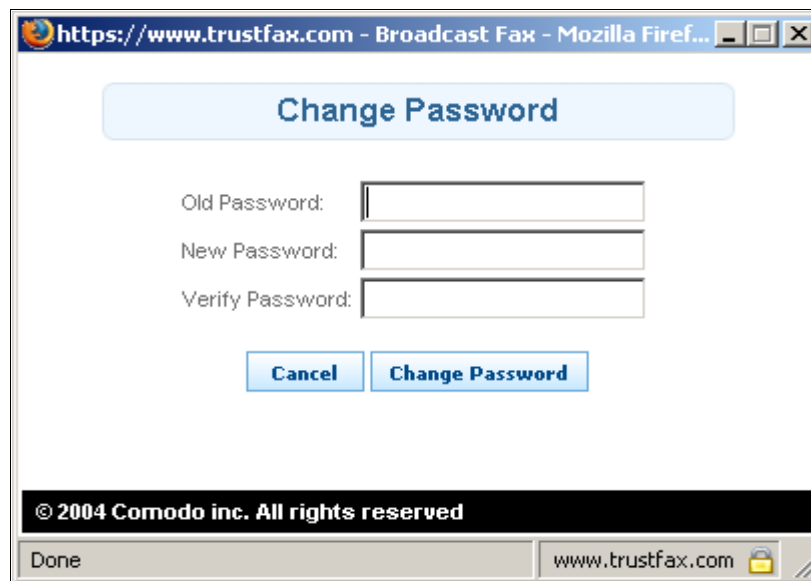 https://www.trustfax.com - Broadcast Fax - Mozilla Firef...
Change Password
Old Password:
New Password:
Verify Password:
Cancel Change Password
© 2004 Comodo inc. All rights reserved
Done www.trustfax.com